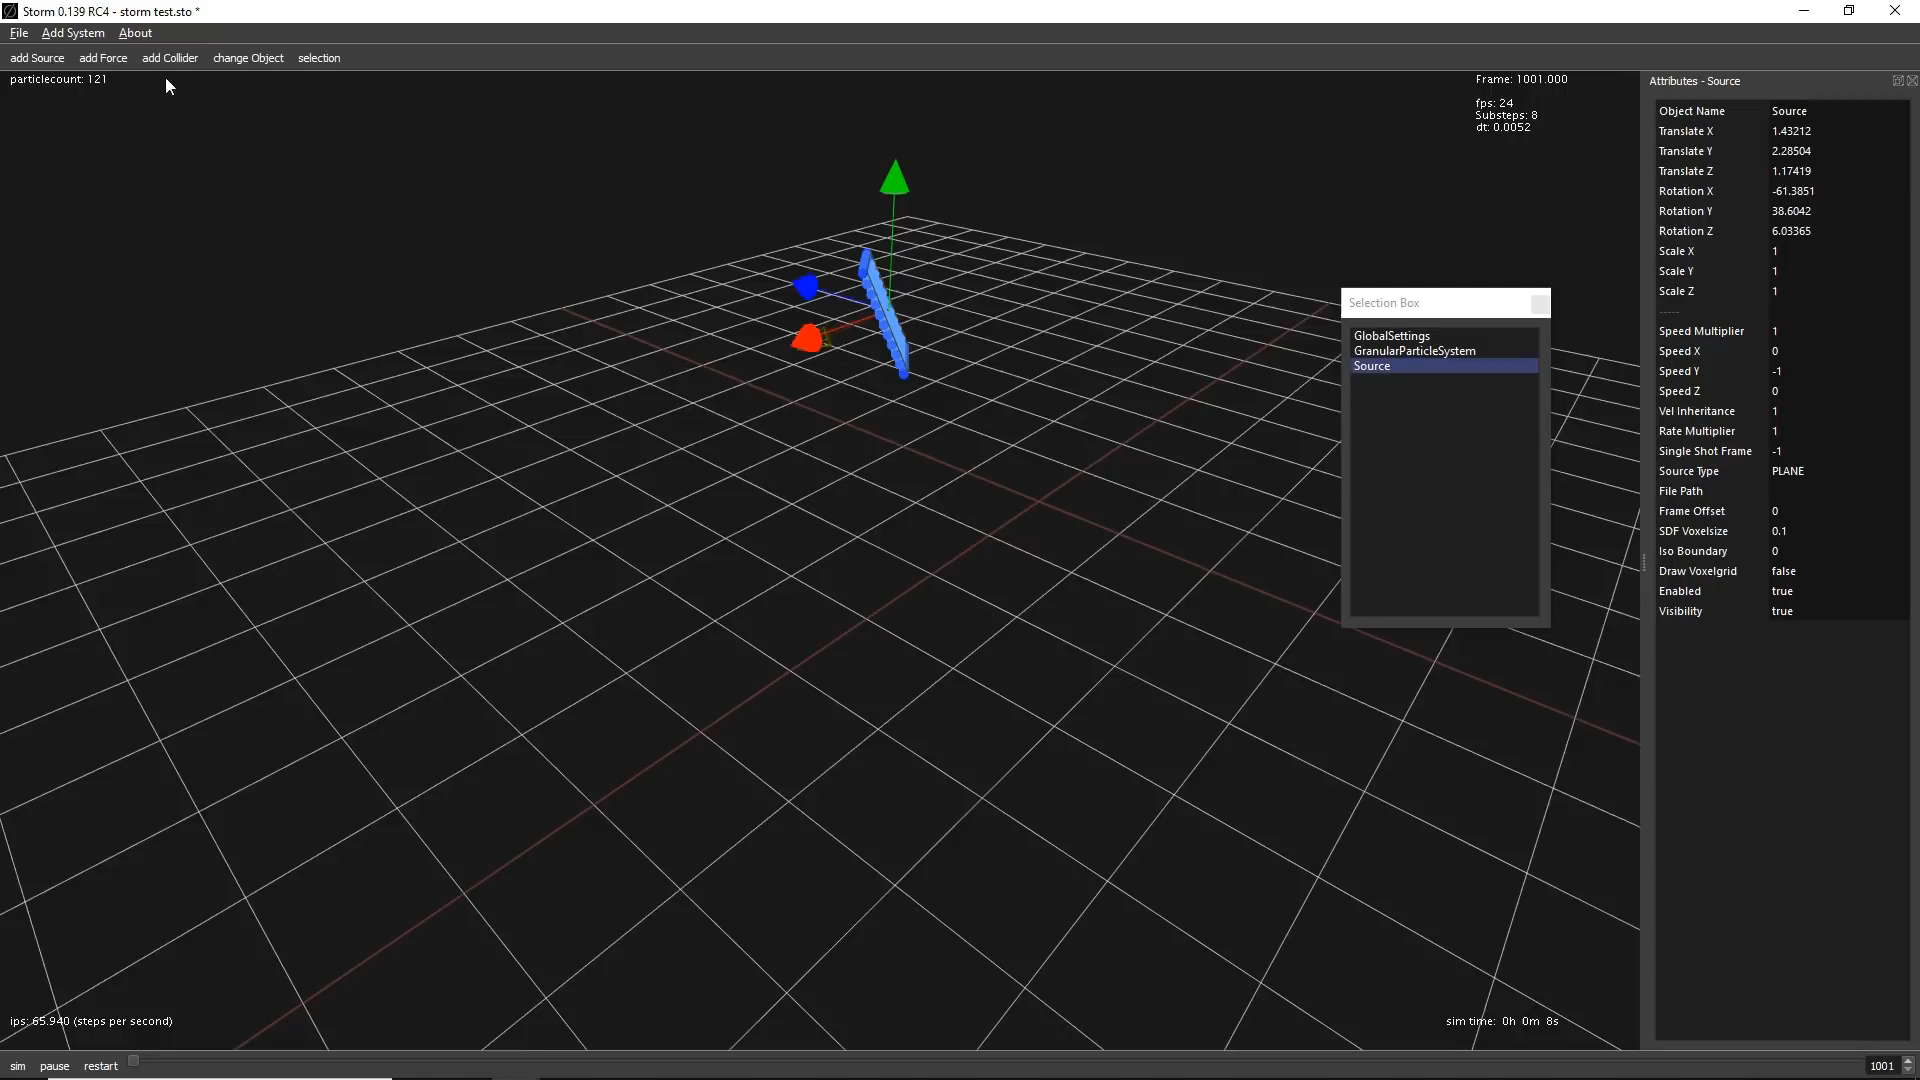 Storm 0.139 RC4 - storm test.sto *
File Add System About
add Source add Force add Collider change Object selection
particlecount: 121
Frame: 1001.000
fps: 24
Substeps: 8
dt: 0.0052
Selection Box
GlobalSettings
GranularParticleSystem
Source
Attributes - Source
Object Name Source
Translate X 1.43212
Translate Y 2.28504
Translate Z 1.17419
Rotation X -61.3851
Rotation Y 38.6042
Rotation Z 6.03365
Scale X 1
Scale Y 1
Scale Z 1
-----
Speed Multiplier 1
Speed X 0
Speed Y -1
Speed Z 0
Vel Inheritance 1
Rate Multiplier 1
Single Shot Frame -1
Source Type PLANE
File Path
Frame Offset 0
SDF Voxelsize 0.1
Iso Boundary 0
Draw Voxelgrid false
Enabled true
Visibility true
ips: 65.940 (steps per second)
sim time: 0h 0m 8s
sim pause restart
1001